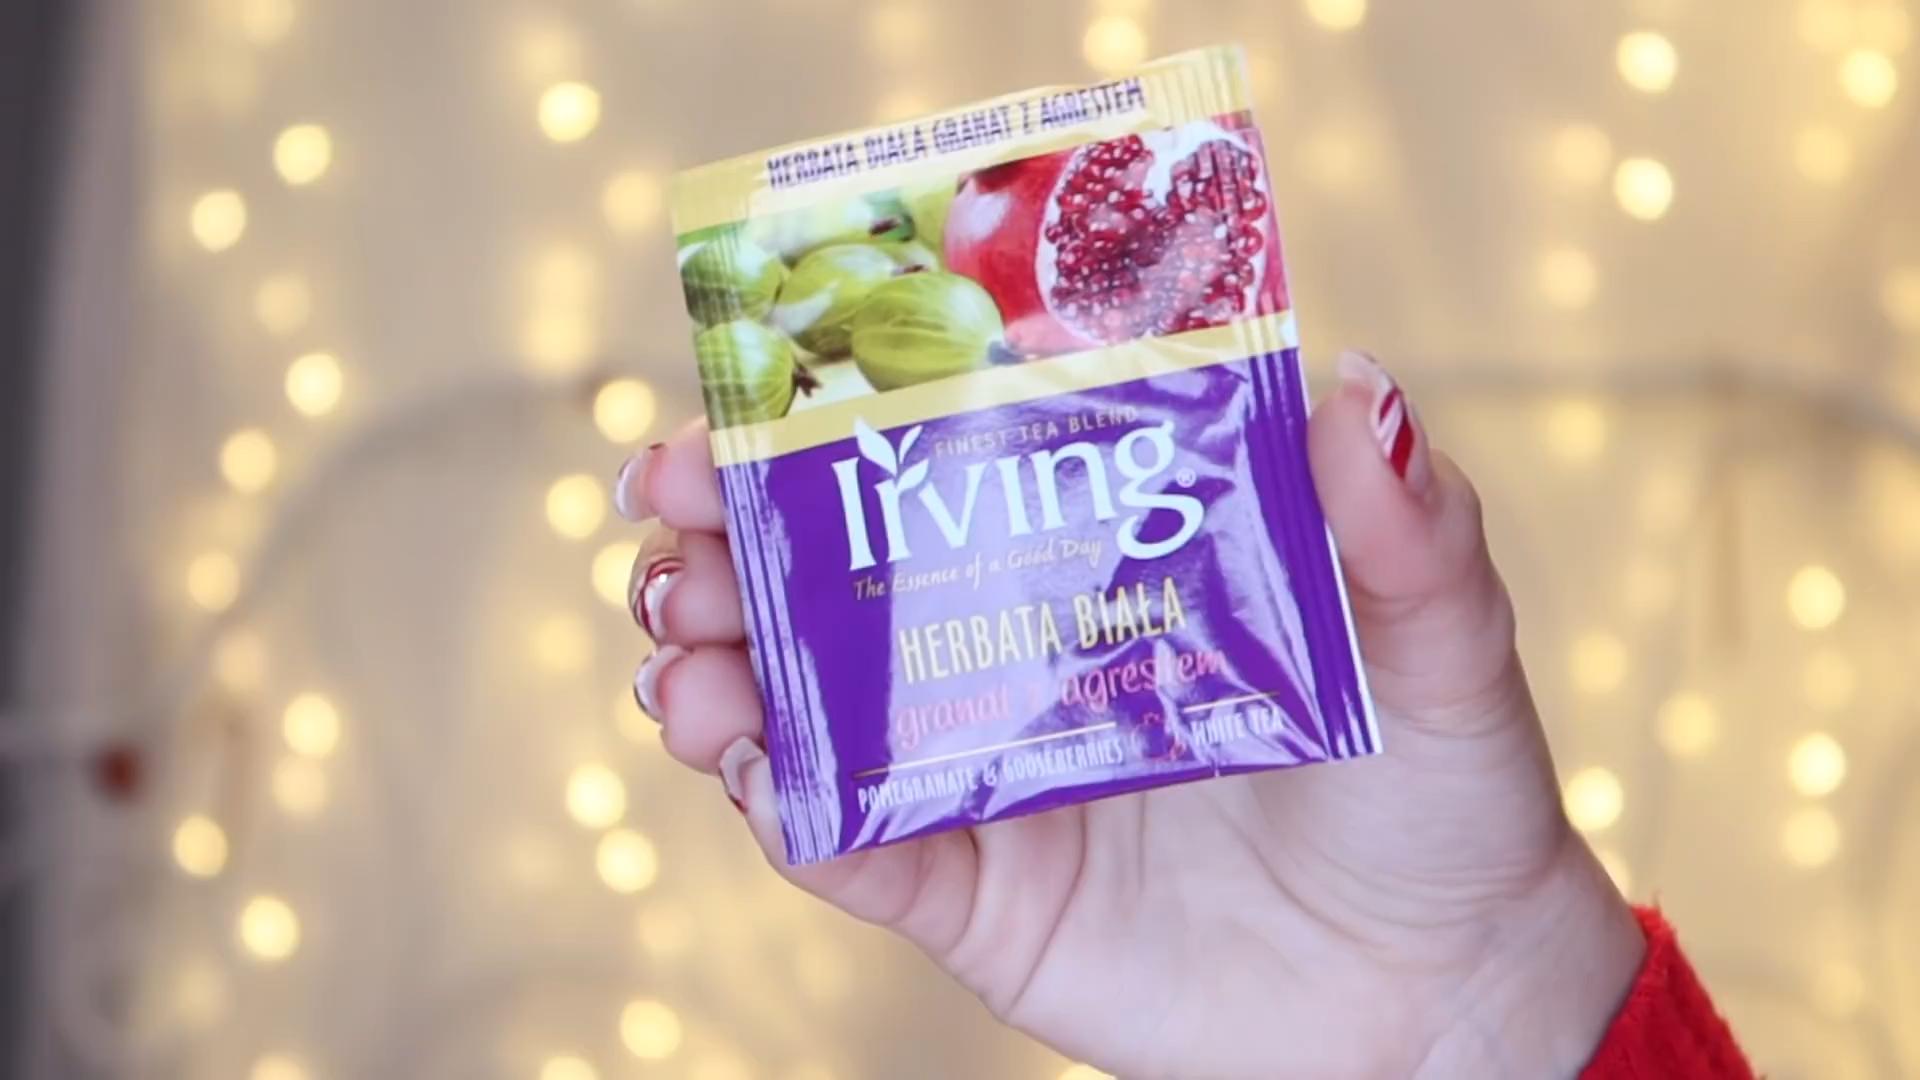 HERBATA BIAŁA GRANAT Z AGRESTEM
FINEST TEA BLEND
Irving®
The Essence of a Good Day
HERBATA BIAŁA
granat z agrestem
POMEGRANATE & GOOSEBERRIES WHITE TEA